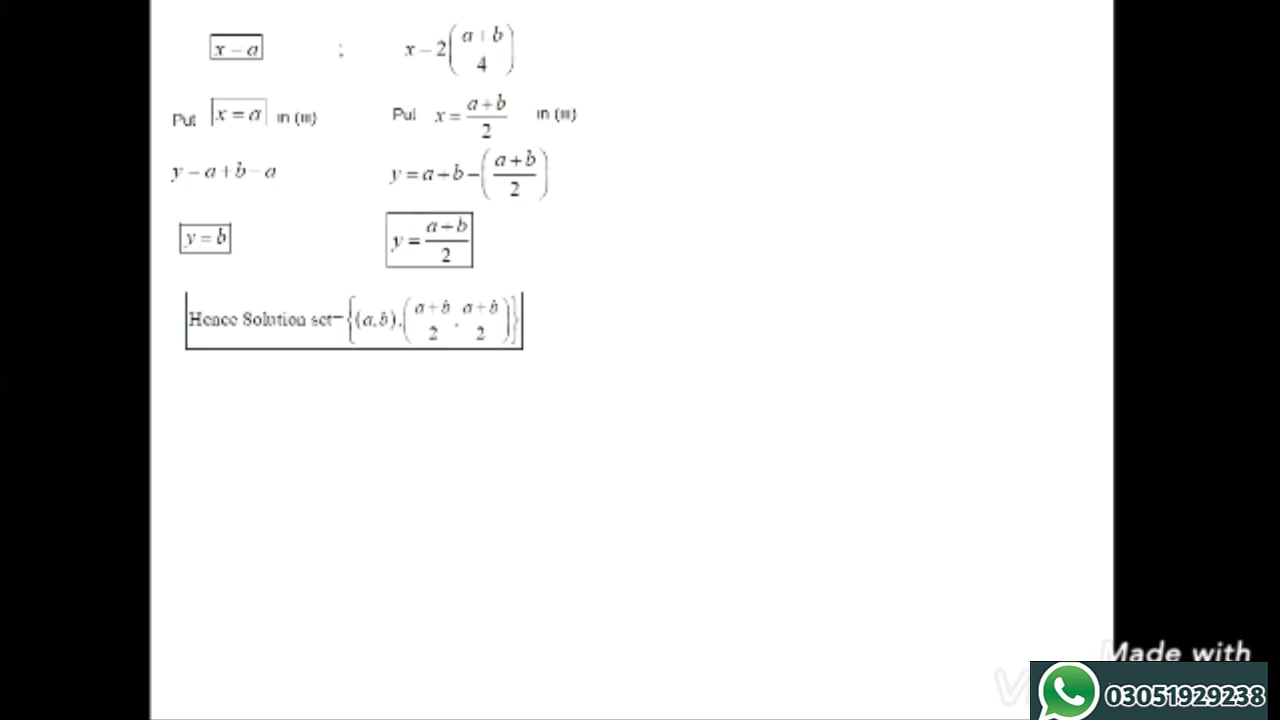 x - a ; x - 2(a + b / 4)
Put x = a in (iii) Put x = a+b / 2 in (iii)
y - a + b - a y = a + b - (a+b / 2)
y = b y = a+b / 2
Hence Solution set = {(a,b), (a+b / 2, a+b / 2)}
Made with
V
03051929238